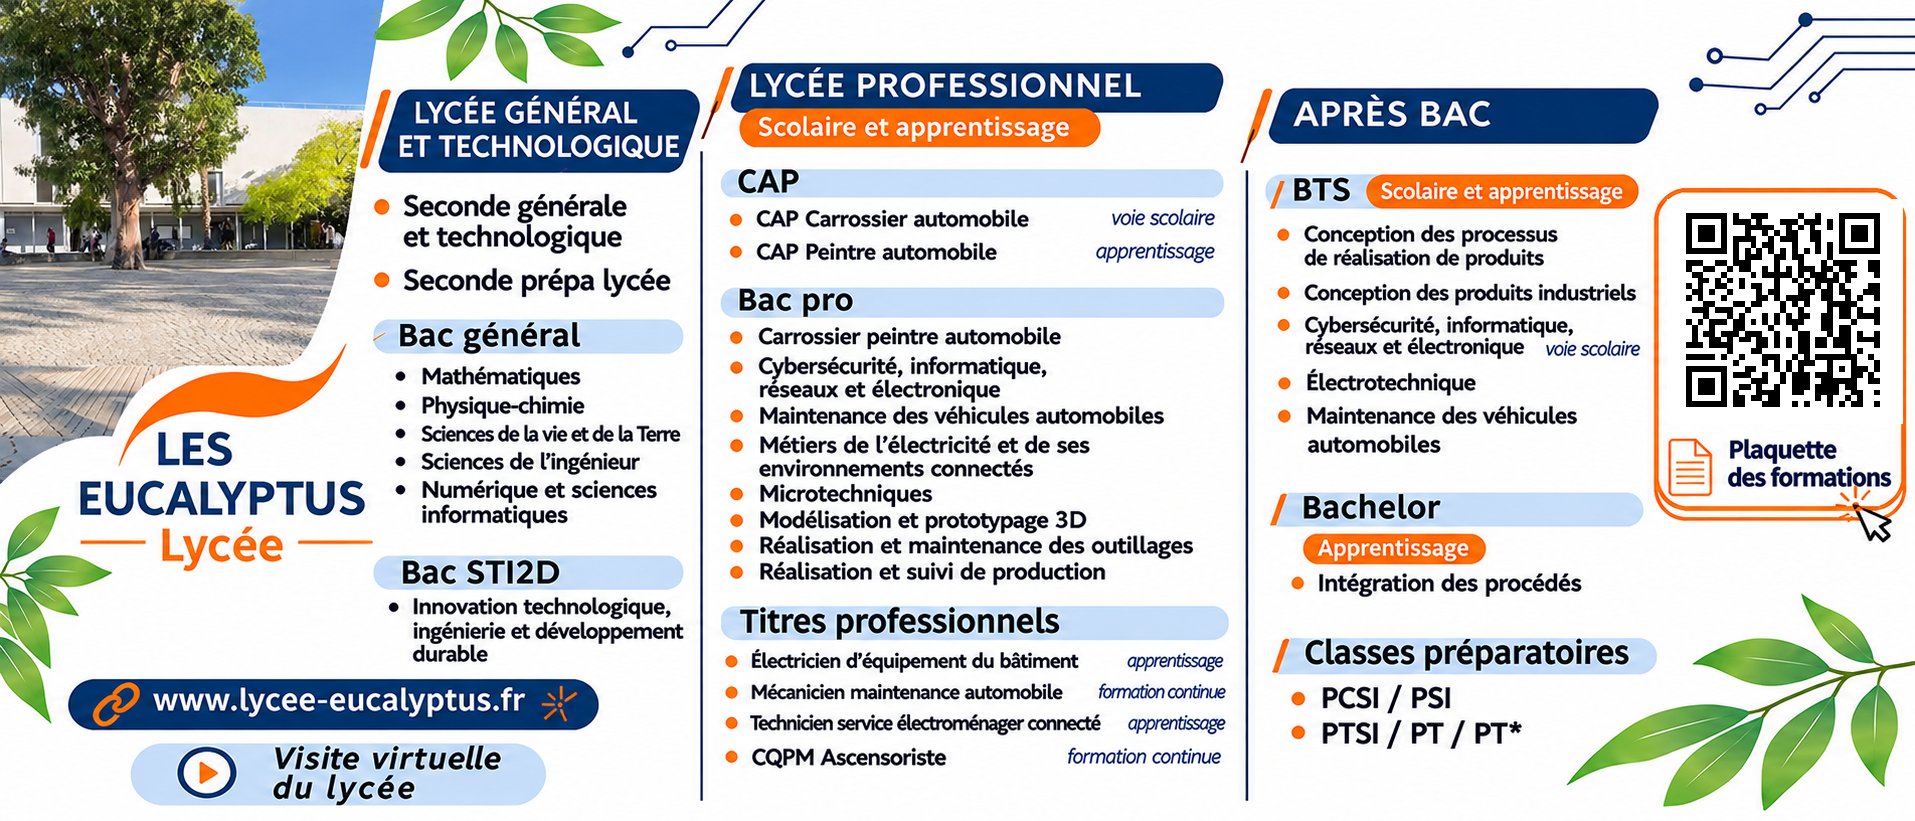 LES
EUCALYPTUS
Lycée
www.lycee-eucalyptus.fr
Visite virtuelle
du lycée
LYCÉE GÉNÉRAL
ET TECHNOLOGIQUE
Seconde générale
et technologique
Seconde prépa lycée
Bac général
Mathématiques
Physique-chimie
Sciences de la vie et de la Terre
Sciences de l'ingénieur
Numérique et sciences
informatiques
Bac STI2D
Innovation technologique,
ingénierie et développement
durable
LYCÉE PROFESSIONNEL
Scolaire et apprentissage
CAP
CAP Carrossier automobile voie scolaire
CAP Peintre automobile apprentissage
Bac pro
Carrossier peintre automobile
Cybersécurité, informatique,
réseaux et électronique
Maintenance des véhicules automobiles
Métiers de l'électricité et de ses
environnements connectés
Microtechniques
Modélisation et prototypage 3D
Réalisation et maintenance des outillages
Réalisation et suivi de production
Titres professionnels
Électricien d'équipement du bâtiment apprentissage
Mécanicien maintenance automobile formation continue
Technicien service électroménager connecté apprentissage
CQPM Ascensoriste formation continue
APRÈS BAC
BTS Scolaire et apprentissage
Conception des processus
de réalisation de produits
Conception des produits industriels
Cybersécurité, informatique,
réseaux et électronique voie scolaire
Électrotechnique
Maintenance des véhicules
automobiles
Bachelor
Apprentissage
Intégration des procédés
Classes préparatoires
PCSI / PSI
PTSI / PT / PT*
Plaquette
des formations